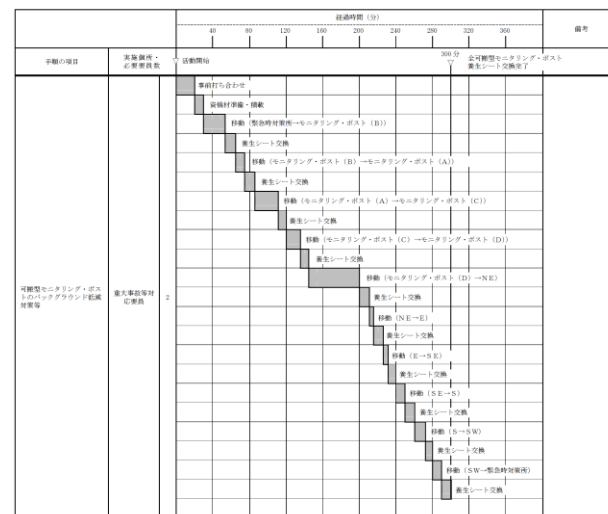 経過時間（分）
備考
40 80 120 160 200 240 280 320 360
手順の項目
実施個所・
必要要員数
活動開始
300分
全可搬型モニタリング・ポスト
養生シート交換完了
事前打ち合わせ
資機材準備・積載
移動（緊急時対策所→モニタリング・ポスト（B））
養生シート交換
移動（モニタリング・ポスト（B）→モニタリング・ポスト（A））
養生シート交換
移動（モニタリング・ポスト（A）→モニタリング・ポスト（C））
養生シート交換
移動（モニタリング・ポスト（C）→モニタリング・ポスト（D））
養生シート交換
可搬型モニタリング・ポス
トのバックグラウンド低減
対策等
重大事故等対
応要員
2
移動（モニタリング・ポスト（D）→NE）
養生シート交換
移動（NE→E）
養生シート交換
移動（E→SE）
養生シート交換
移動（SE→S）
養生シート交換
移動（S→SW）
養生シート交換
移動（SW→緊急時対策所）
養生シート交換